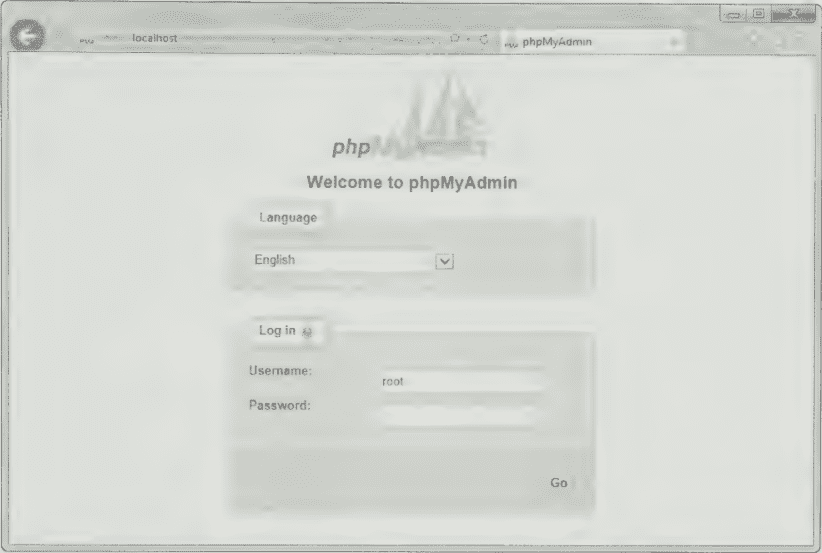 localhost
phpMyAdmin
php
Welcome to phpMyAdmin
Language
English
Log in
Username:
root
Password:
Go